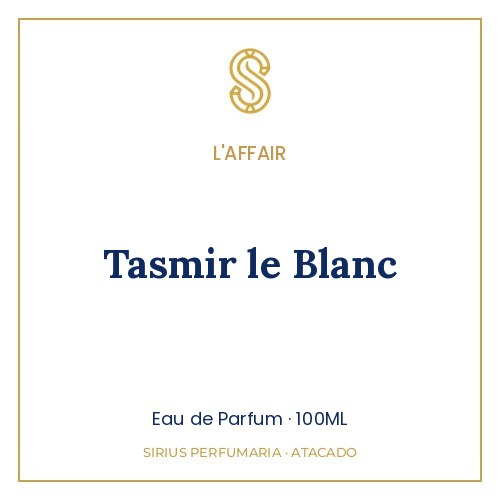 L'AFFAIR
Tasmir le Blanc
Eau de Parfum · 100ML
SIRIUS PERFUMARIA · ATACADO